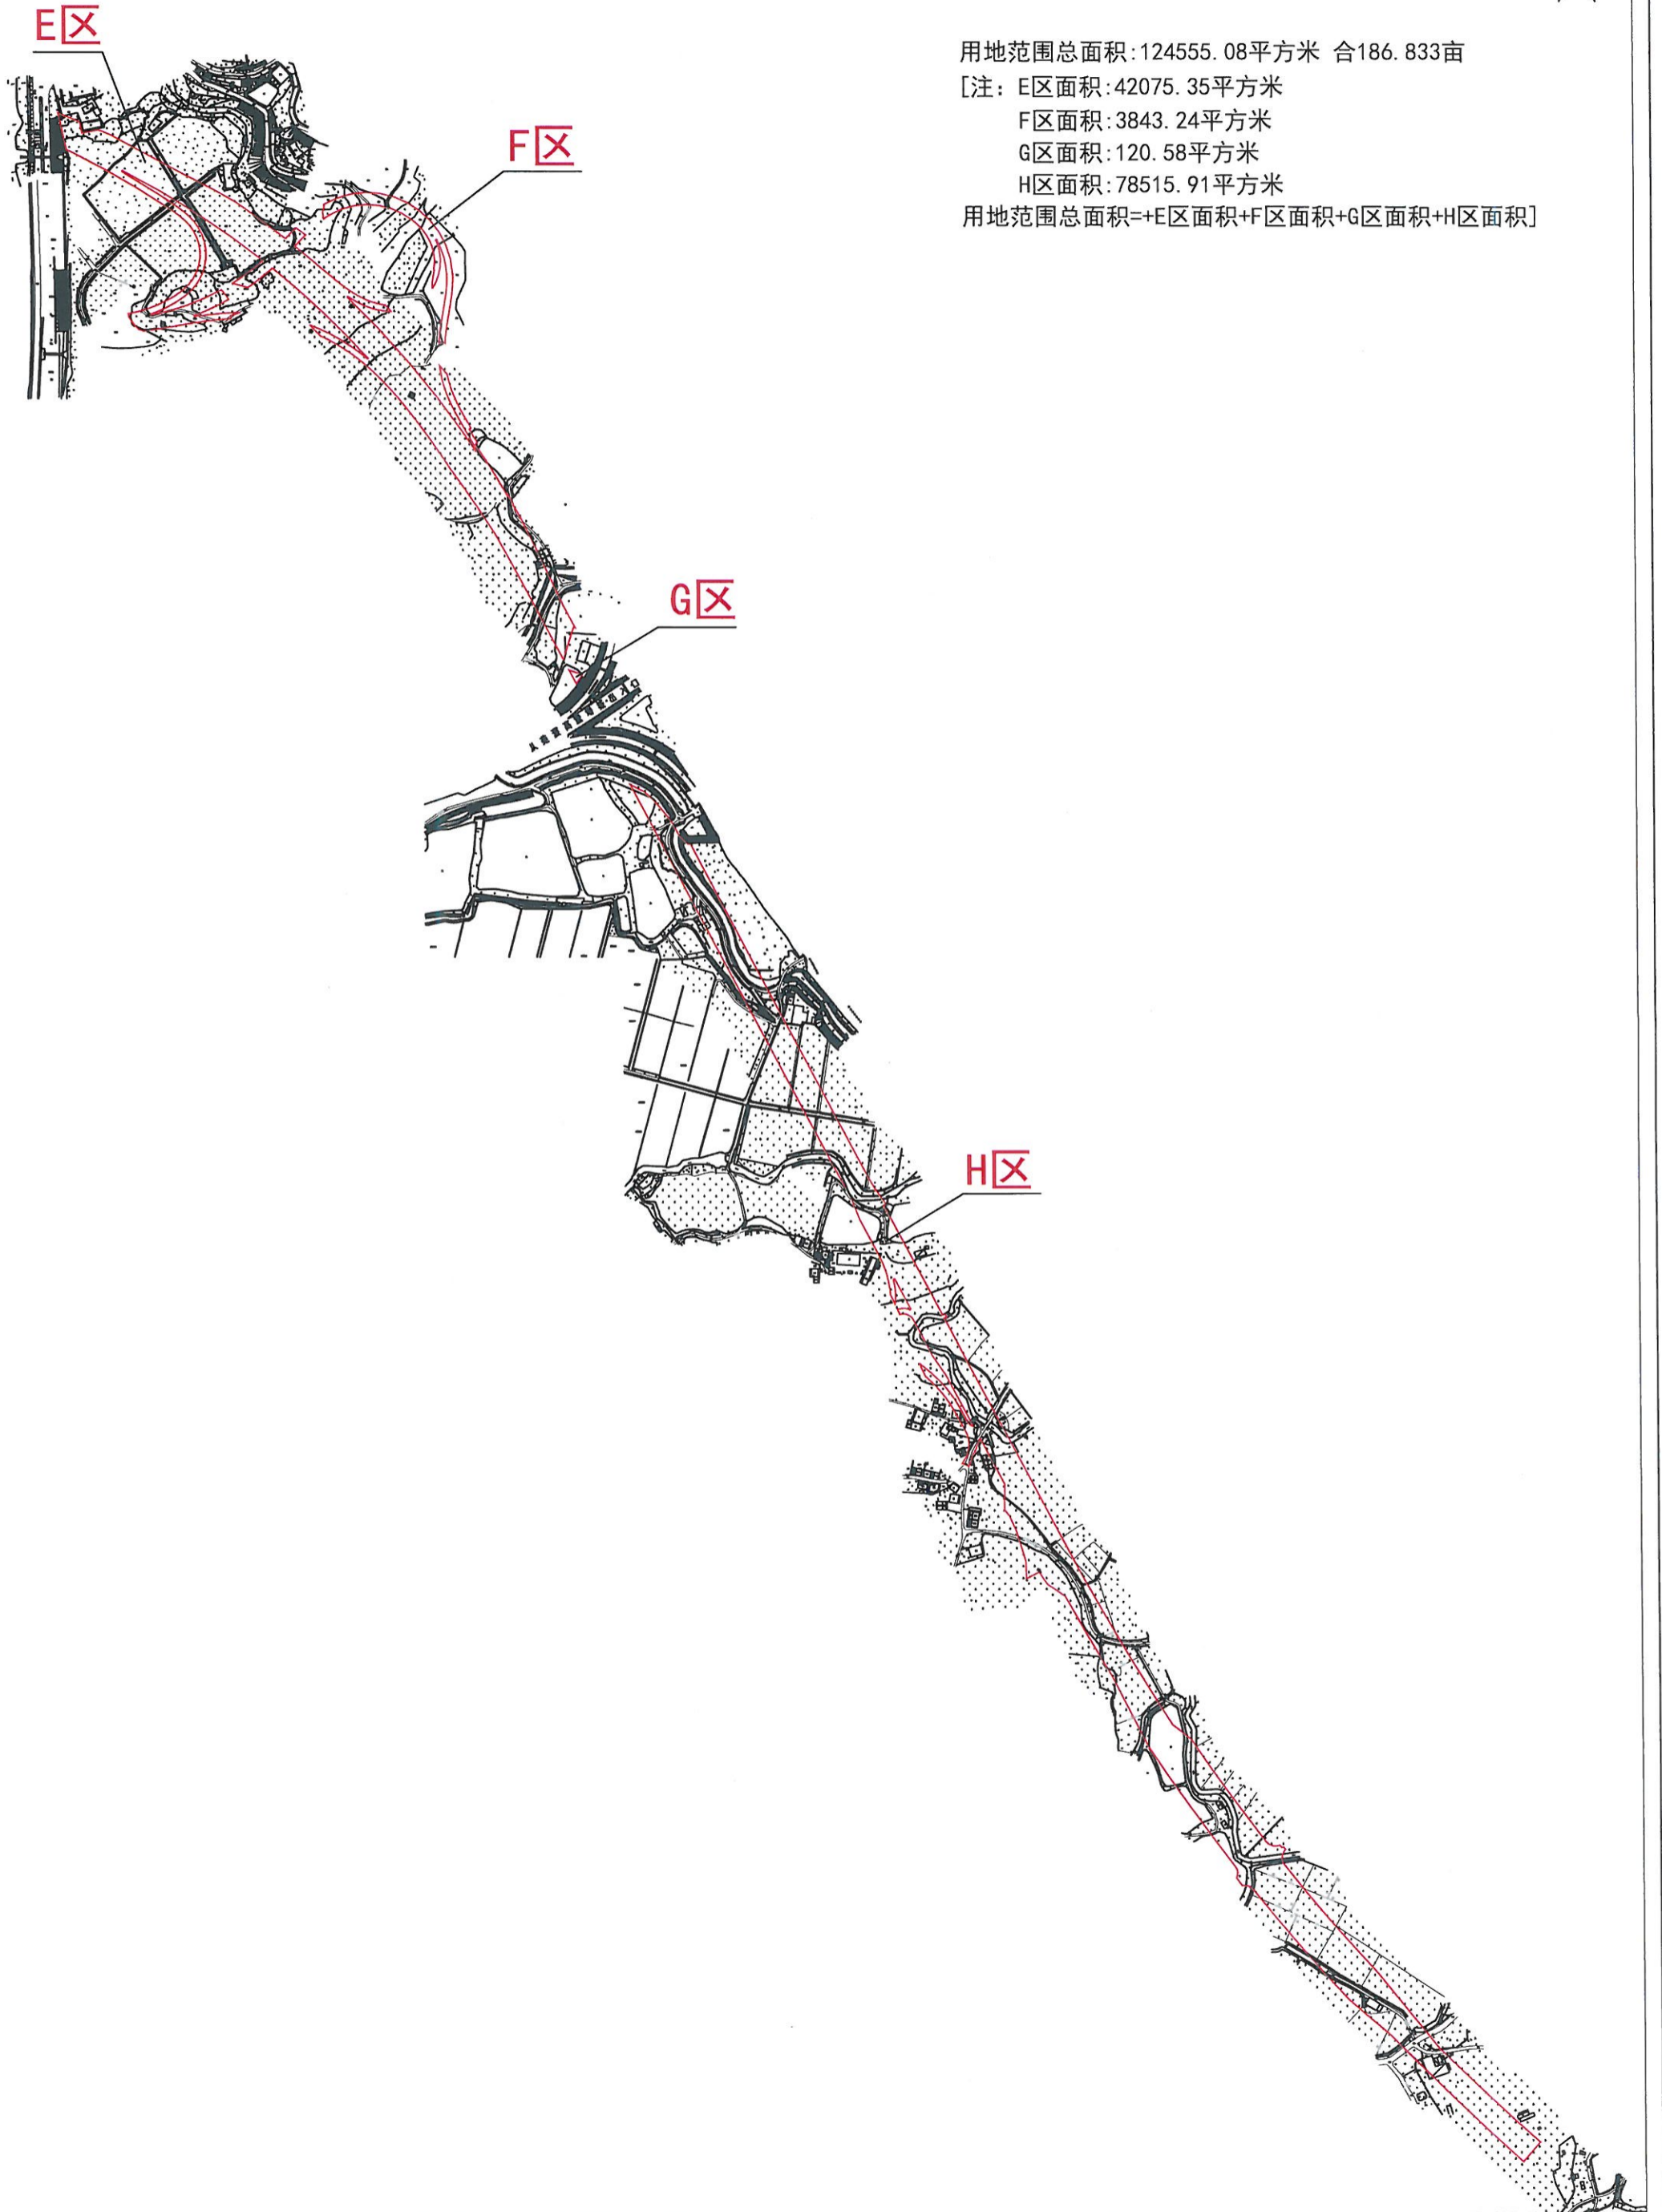 E区
用地范围总面积:124555.08平方米 合186.833亩
[注: E区面积:42075.35平方米
F区面积:3843.24平方米
G区面积:120.58平方米
H区面积:78515.91平方米
用地范围总面积=+E区面积+F区面积+G区面积+H区面积]
F区
G区
H区